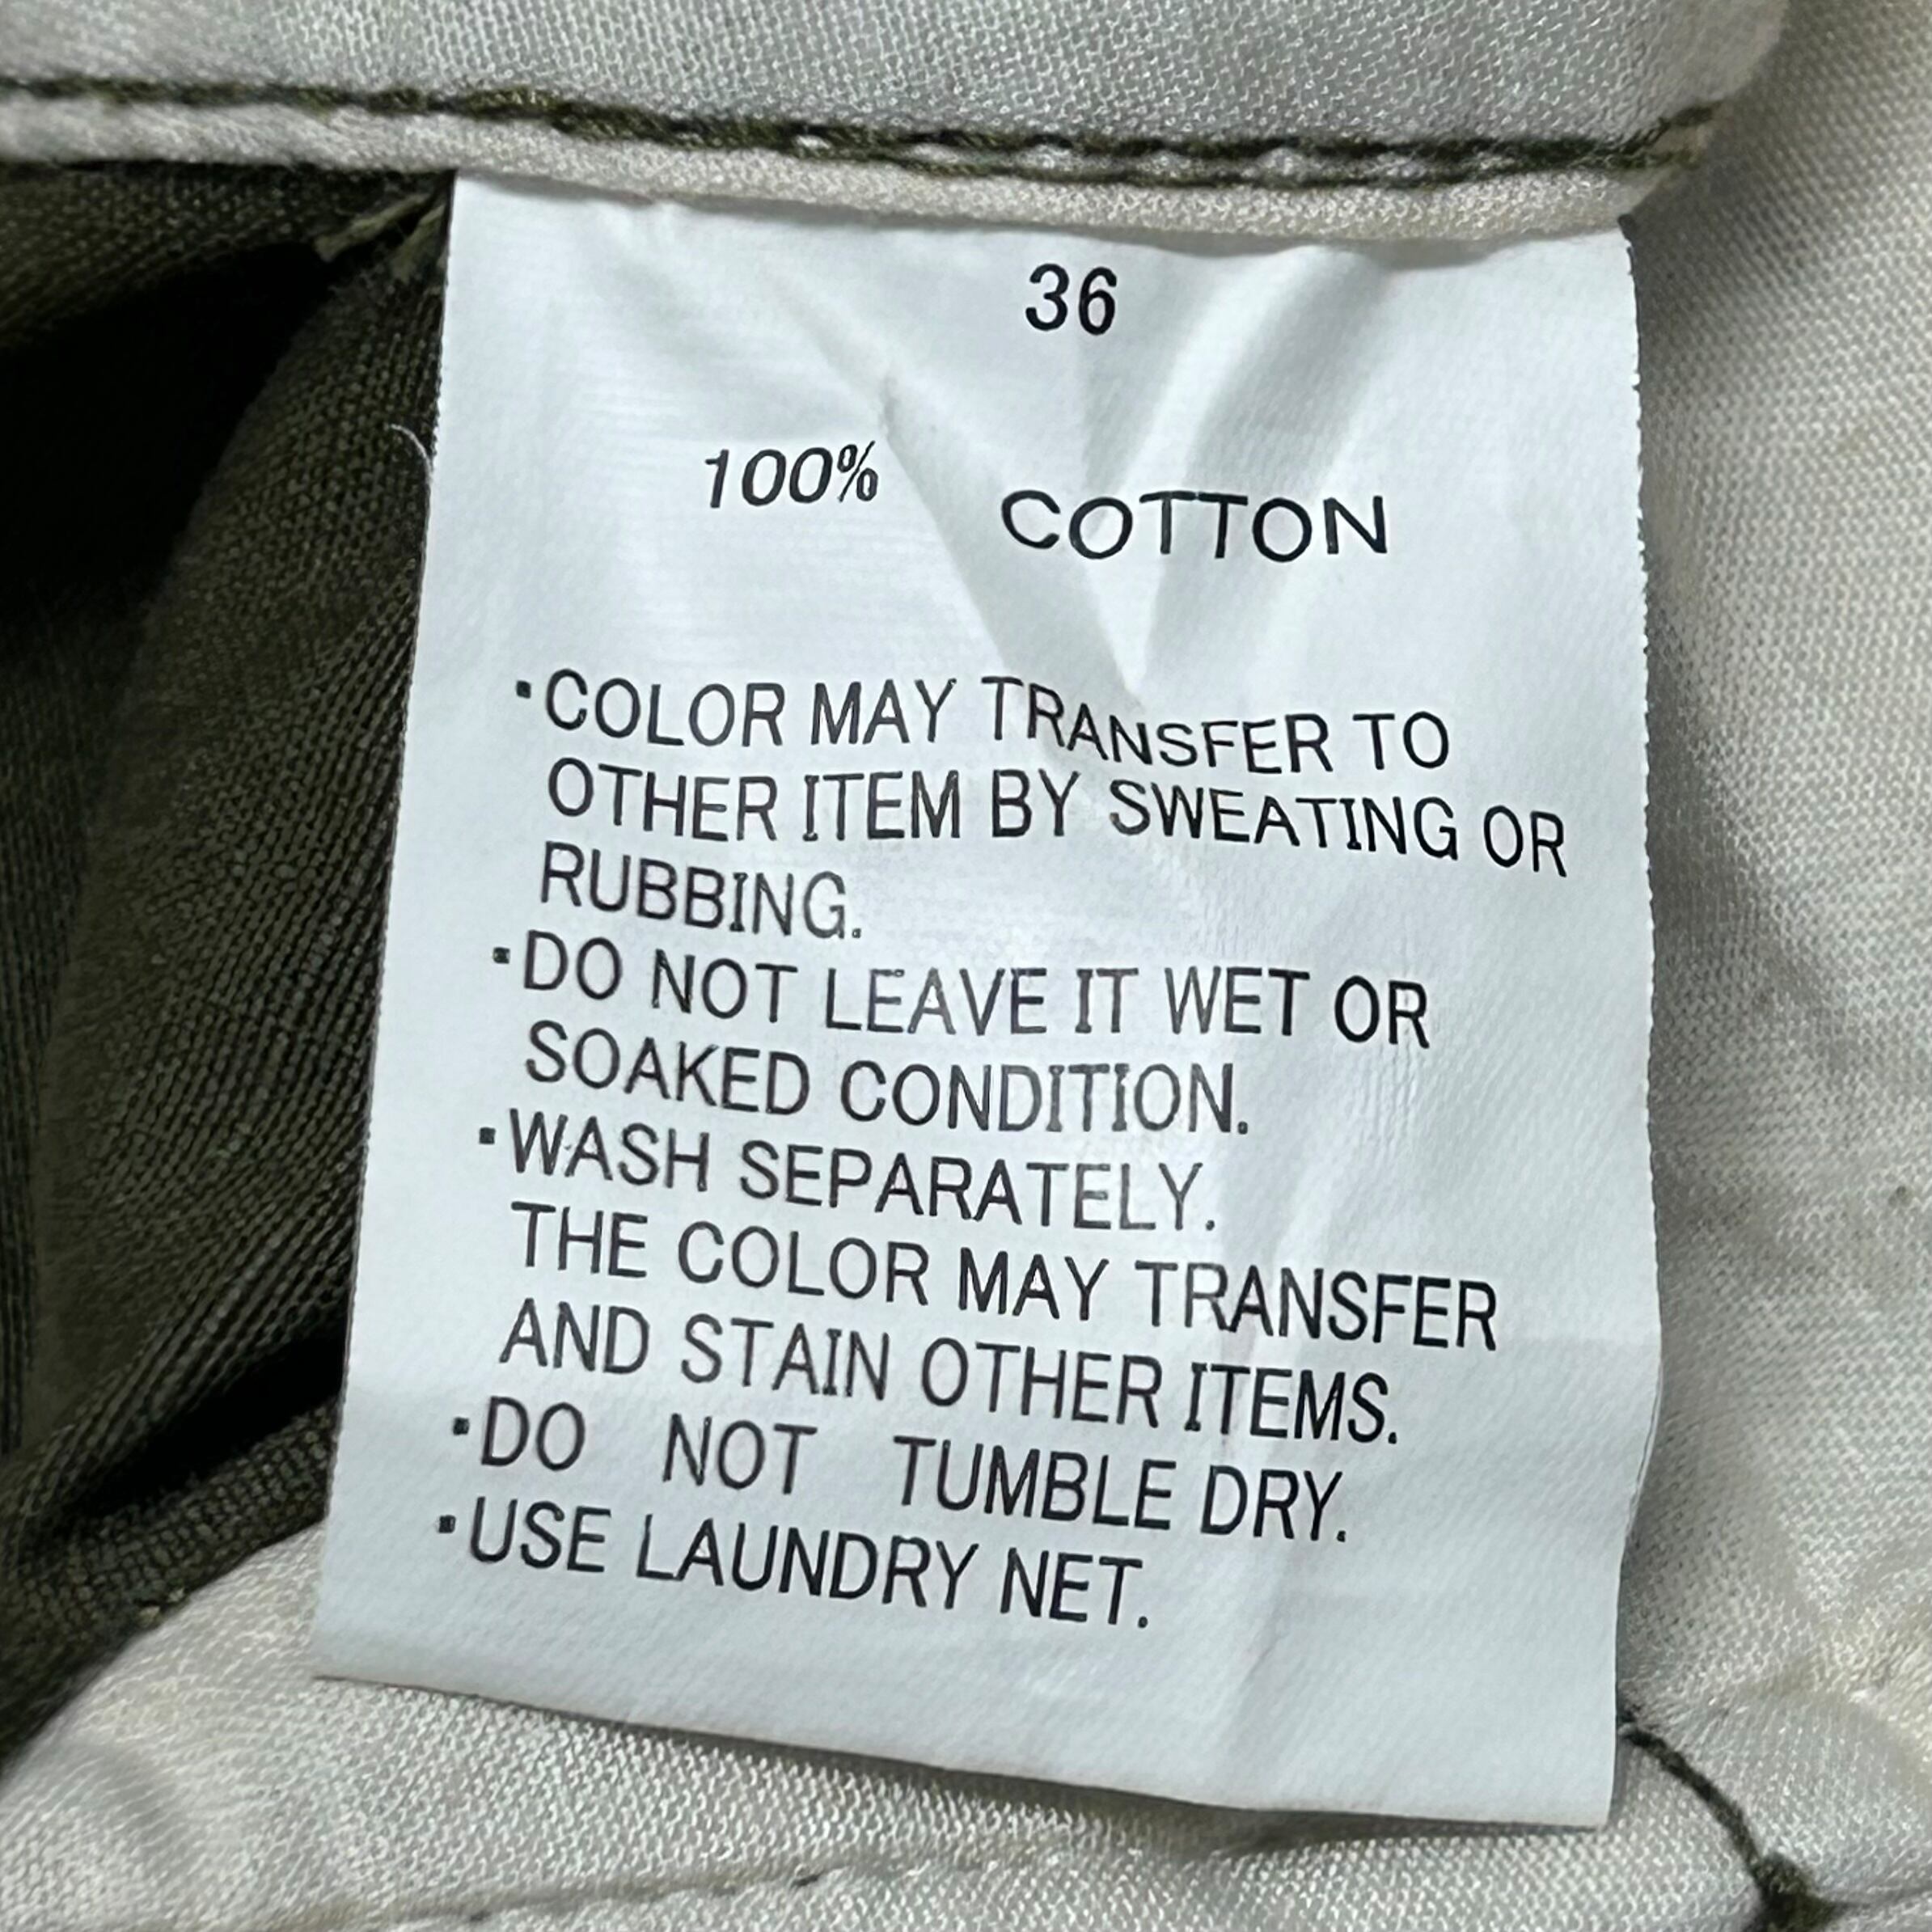 36
100% COTTON
·COLOR MAY TRANSFER TO
OTHER ITEM BY SWEATING OR
RUBBING.
·DO NOT LEAVE IT WET OR
SOAKED CONDITION.
·WASH SEPARATELY.
THE COLOR MAY TRANSFER
AND STAIN OTHER ITEMS.
·DO NOT TUMBLE DRY.
·USE LAUNDRY NET.